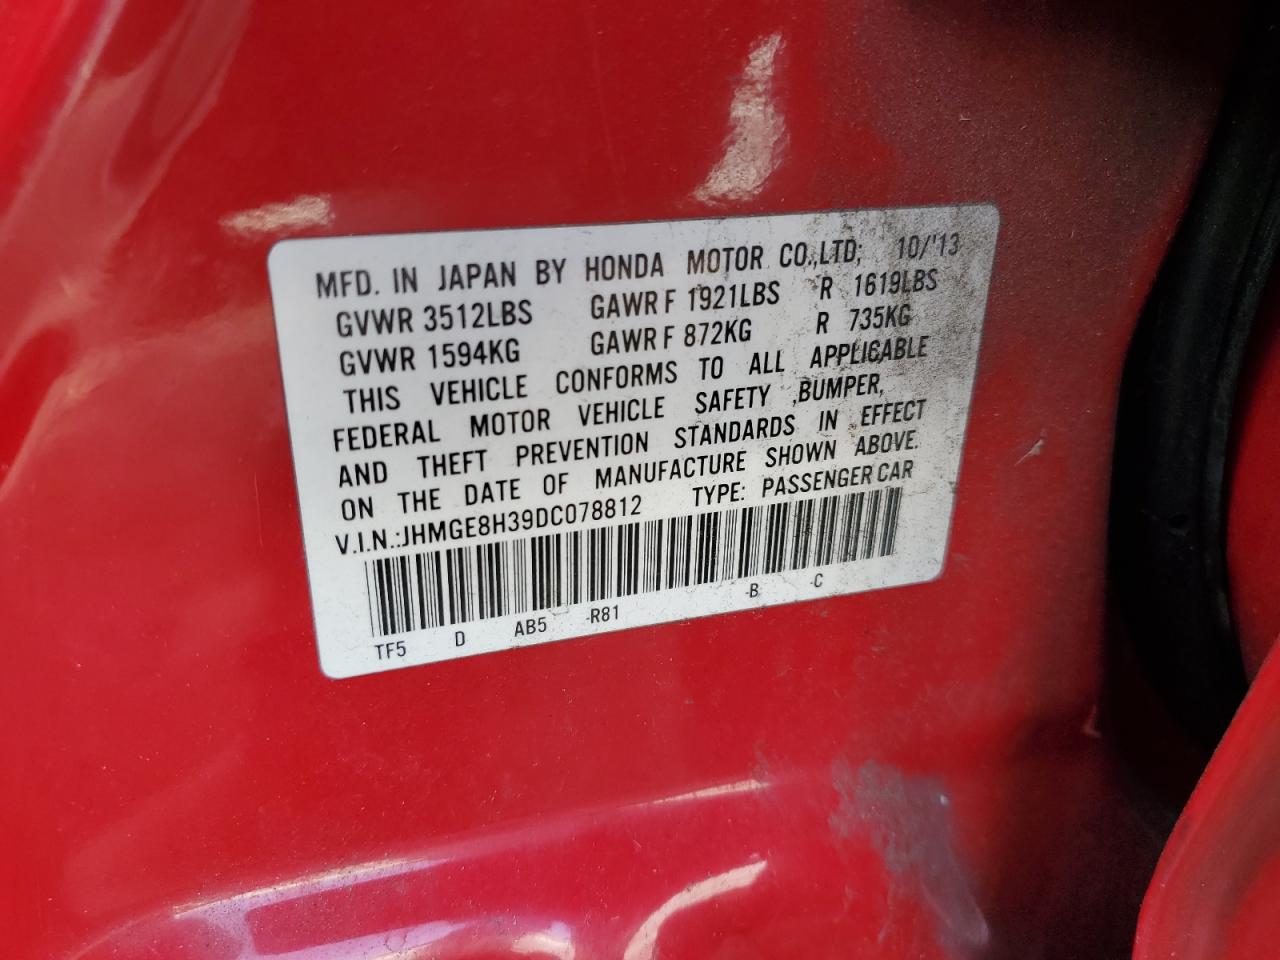 MFD. IN JAPAN BY HONDA MOTOR CO.,LTD; 10/'13
GVWR 3512LBS GAWR F 1921LBS R 1619LBS
GVWR 1594KG GAWR F 872KG R 735KG
THIS VEHICLE CONFORMS TO ALL APPLICABLE
FEDERAL MOTOR VEHICLE SAFETY ,BUMPER,
AND THEFT PREVENTION STANDARDS IN EFFECT
ON THE DATE OF MANUFACTURE SHOWN ABOVE.
V.I.N.:JHMGE8H39DC078812 TYPE: PASSENGER CAR
TF5 D AB5 -R81 -B -C